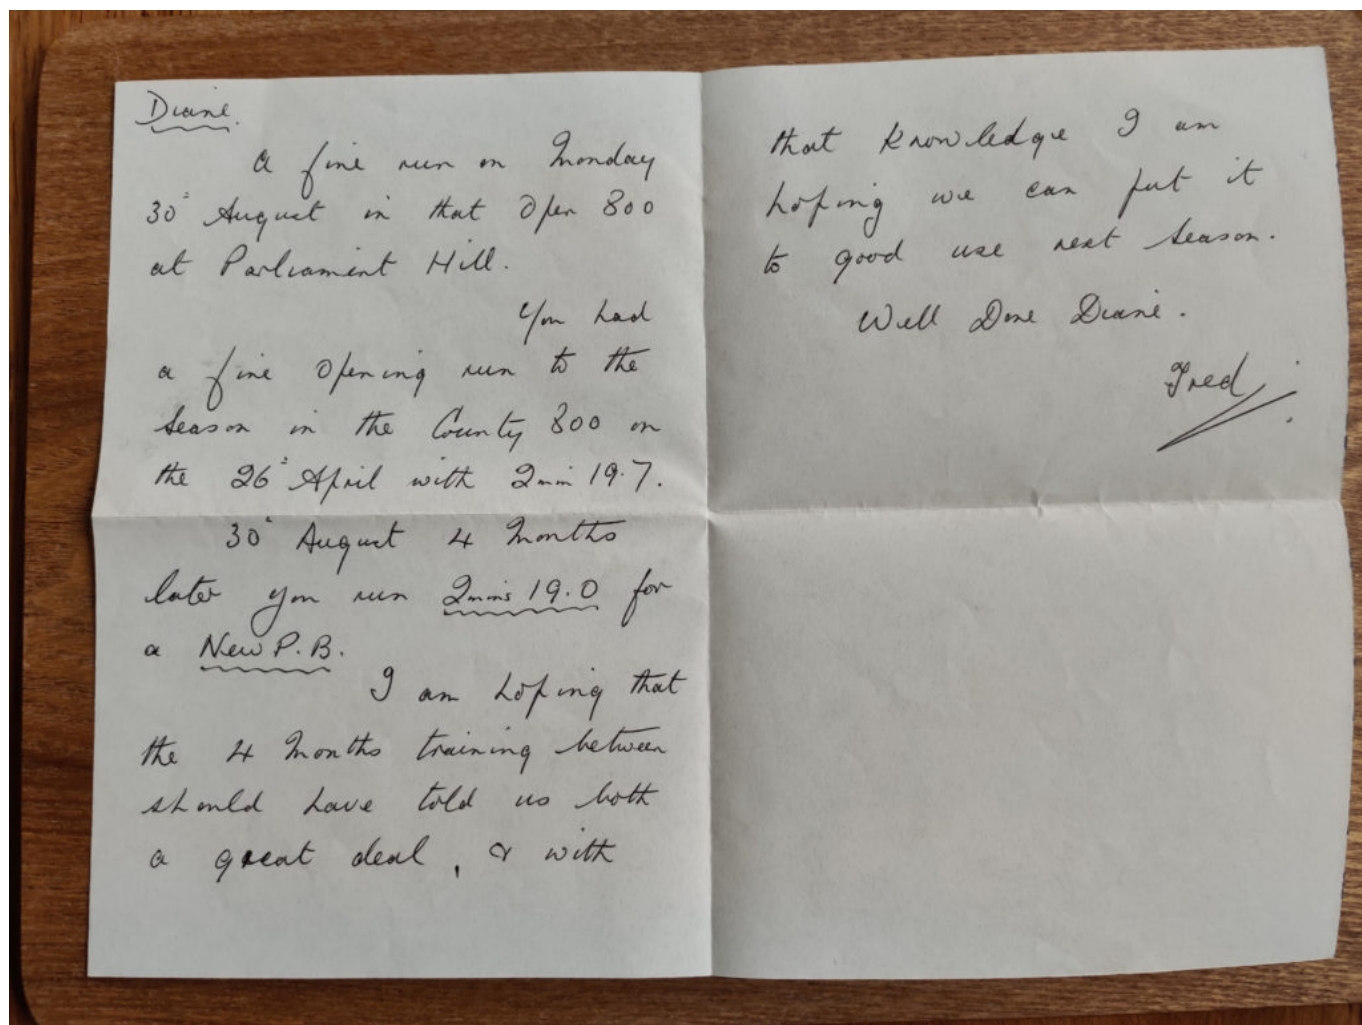 Diane.
A fine run on Monday
30th August in that Open 800
at Parliament Hill.
You had
a fine opening run to the
season in the County 800 on
the 26th April with 2min 19.7.
30th August 4 Months
later you run 2mins 19.0 for
a New P.B.
I am hoping that
the 4 Months training between
should have told us both
a great deal, & with
that knowledge I am
hoping we can put it
to good use next season.
Well Done Diane.
Fred